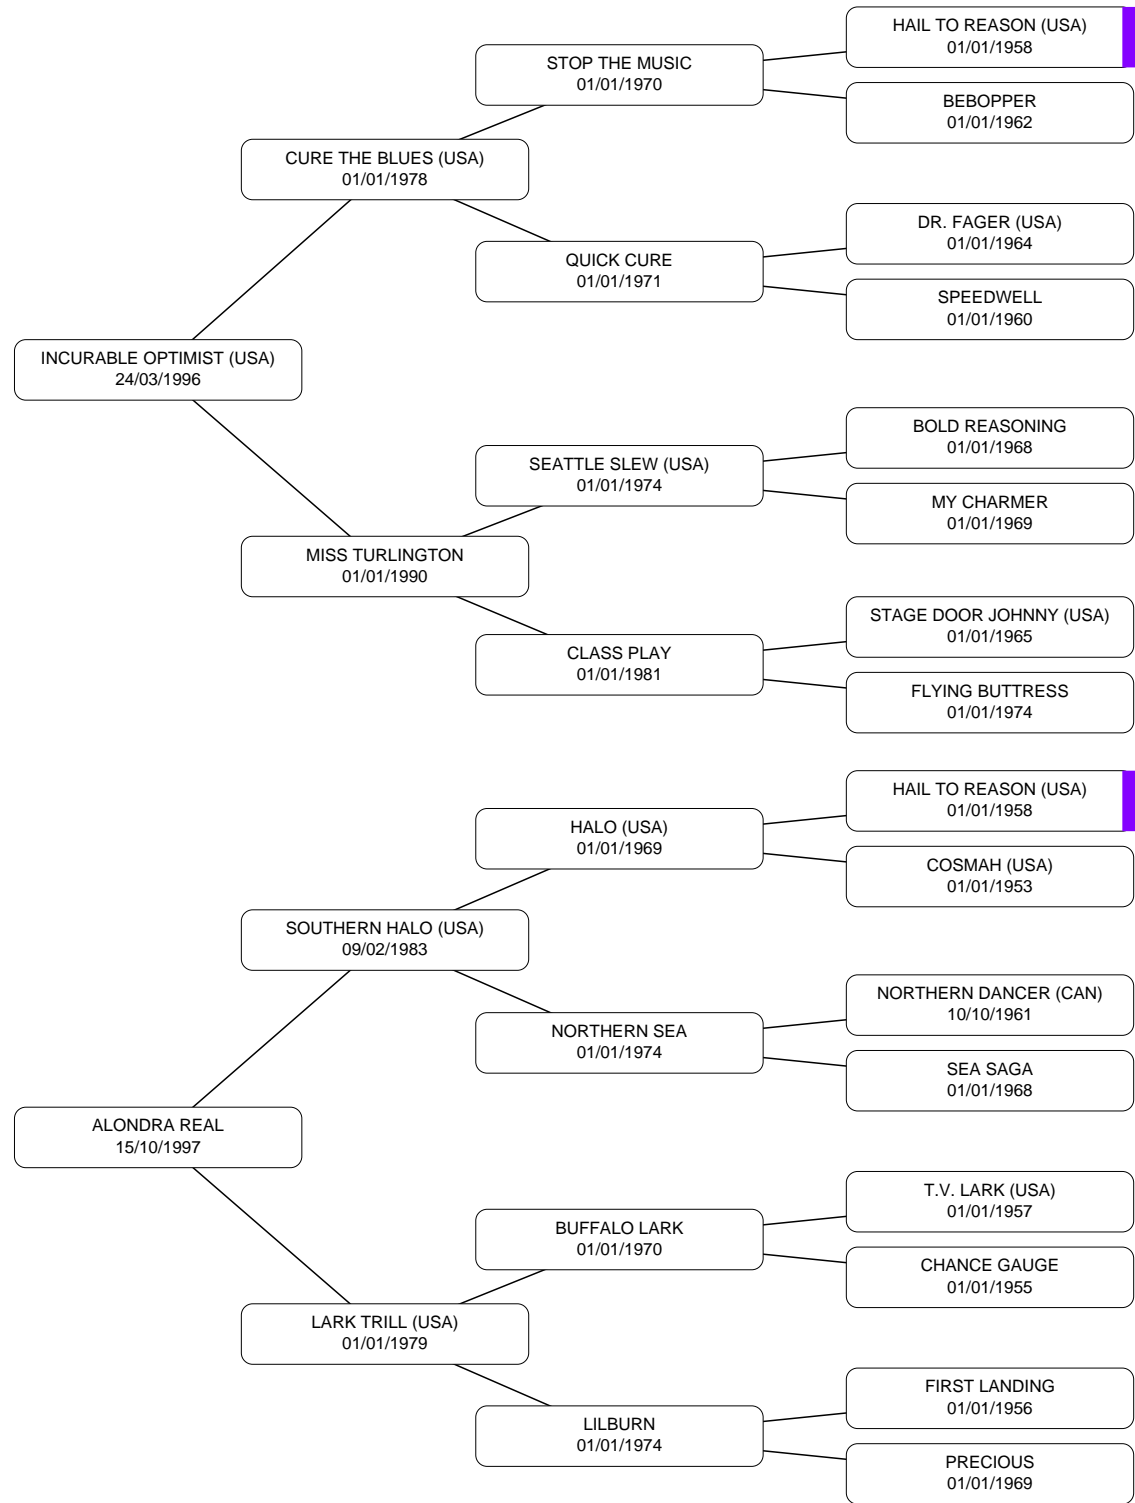 HAIL TO REASON (USA)
01/01/1958
STOP THE MUSIC
01/01/1970
BEBOPPER
01/01/1962
CURE THE BLUES (USA)
01/01/1978
DR. FAGER (USA)
01/01/1964
QUICK CURE
01/01/1971
SPEEDWELL
01/01/1960
INCURABLE OPTIMIST (USA)
24/03/1996
BOLD REASONING
01/01/1968
SEATTLE SLEW (USA)
01/01/1974
MY CHARMER
01/01/1969
MISS TURLINGTON
01/01/1990
STAGE DOOR JOHNNY (USA)
01/01/1965
CLASS PLAY
01/01/1981
FLYING BUTTRESS
01/01/1974
HAIL TO REASON (USA)
01/01/1958
HALO (USA)
01/01/1969
COSMAH (USA)
01/01/1953
SOUTHERN HALO (USA)
09/02/1983
NORTHERN DANCER (CAN)
10/10/1961
NORTHERN SEA
01/01/1974
SEA SAGA
01/01/1968
ALONDRA REAL
15/10/1997
T.V. LARK (USA)
01/01/1957
BUFFALO LARK
01/01/1970
CHANCE GAUGE
01/01/1955
LARK TRILL (USA)
01/01/1979
FIRST LANDING
01/01/1956
LILBURN
01/01/1974
PRECIOUS
01/01/1969